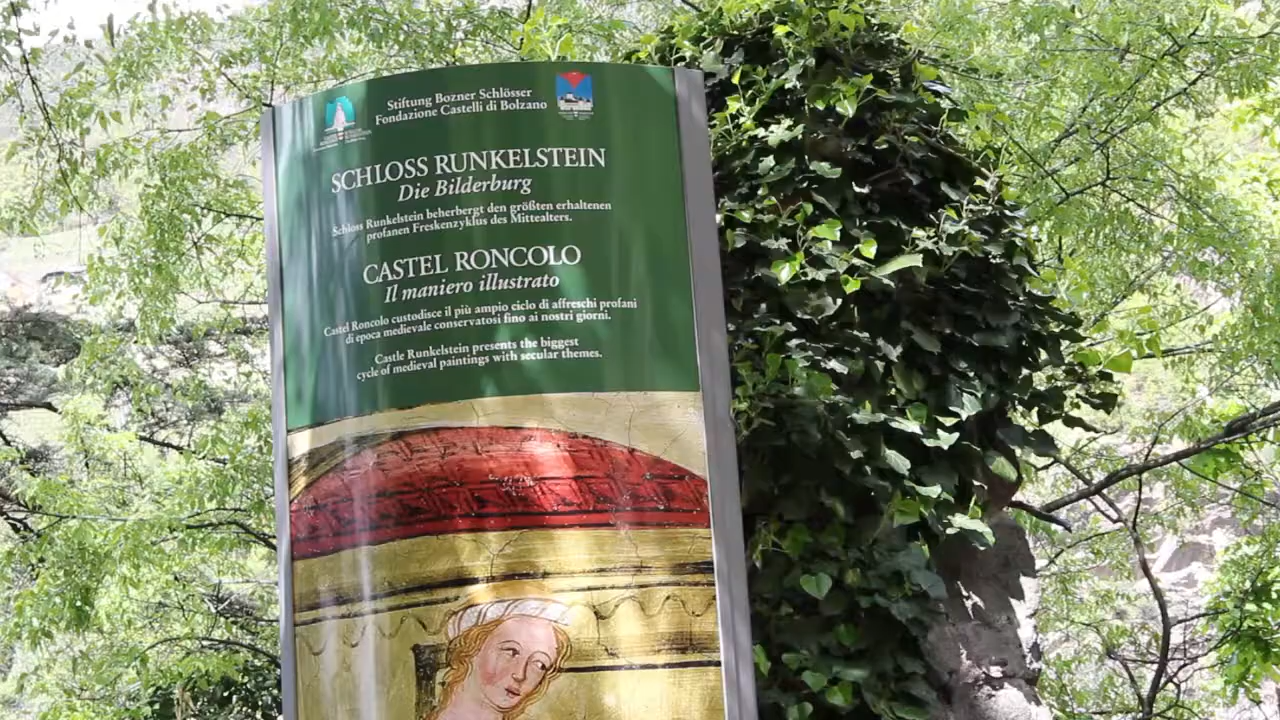 Stiftung Bozner Schlösser
Fondazione Castelli di Bolzano
SCHLOSS RUNKELSTEIN
Die Bilderburg
Schloss Runkelstein beherbergt den größten erhaltenen
profanen Freskenzyklus des Mittealters.
CASTEL RONCOLO
Il maniero illustrato
Castel Roncolo custodisce il più ampio ciclo di affreschi profani
di epoca medievale conservatosi fino ai nostri giorni.
Castle Runkelstein presents the biggest
cycle of medieval paintings with secular themes.